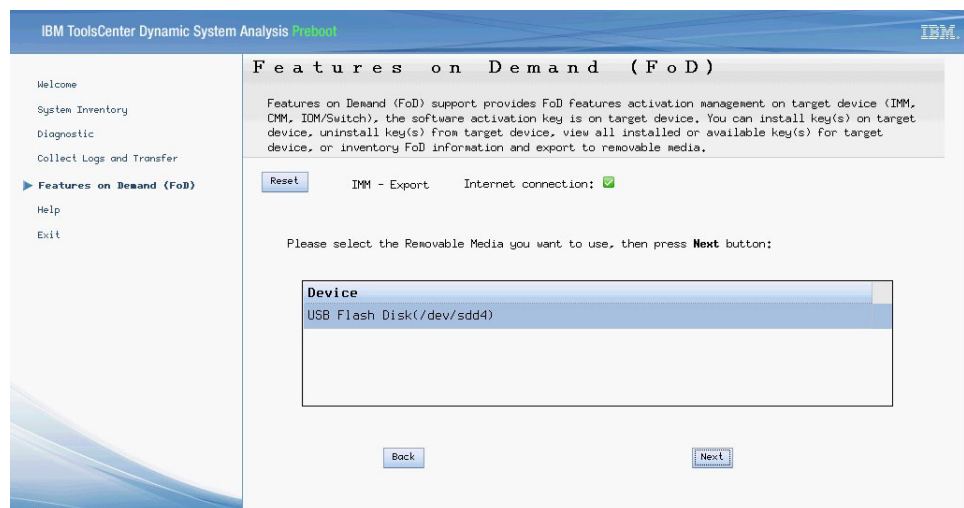 IBM ToolsCenter Dynamic System Analysis Preboot
IBM.
Welcome
System Inventory
Diagnostic
Collect Logs and Transfer
Features on Demand (FoD)
Help
Exit
Features on Demand (FoD)
Features on Demand (FoD) support provides FoD features activation management on target device (IMM,
CMM, IOM/Switch), the software activation key is on target device. You can install key(s) on target
device, uninstall key(s) from target device, view all installed or available key(s) for target
device, or inventory FoD information and export to removable media.
Reset IMM - Export Internet connection:
Please select the Removable Media you want to use, then press Next button:
Device
USB Flash Disk(/dev/sdd4)
Back Next